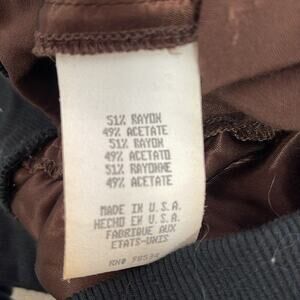 51% RAYON
49% ACETATE
51% RAYON
49% ACETATO
51% RAYONNE
49% ACETATE
MADE IN U.S.A.
HECHO EN U.S.A.
FABRIQUE AUX
ETATS-UNIS
RN#